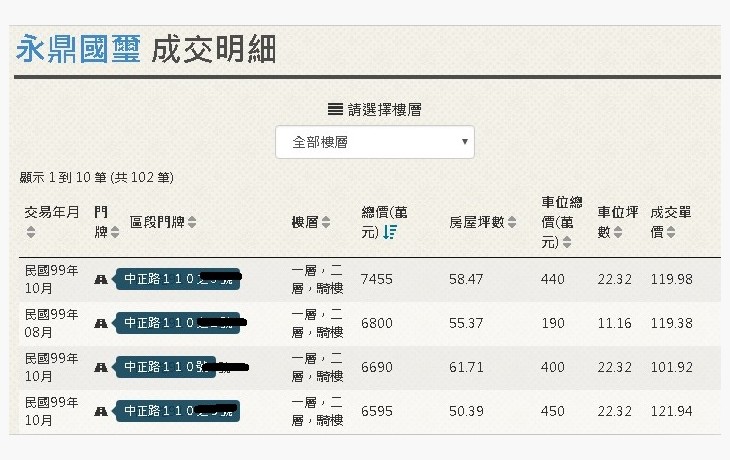 永鼎國璽 成交明細
請選擇樓層
全部樓層
顯示 1 到 10 筆 (共 102 筆)
交易年月 門牌 區段門牌 樓層 總價(萬元) 房屋坪數 車位總價(萬元) 車位坪數 成交單價
民國99年10月 中正路１１０ 一層，二層，騎樓 7455 58.47 440 22.32 119.98
民國99年08月 中正路１１０ 一層，二層，騎樓 6800 55.37 190 11.16 119.38
民國99年10月 中正路１１０號 一層，二層，騎樓 6690 61.71 400 22.32 101.92
民國99年10月 中正路１１０ 一層，二層，騎樓 6595 50.39 450 22.32 121.94